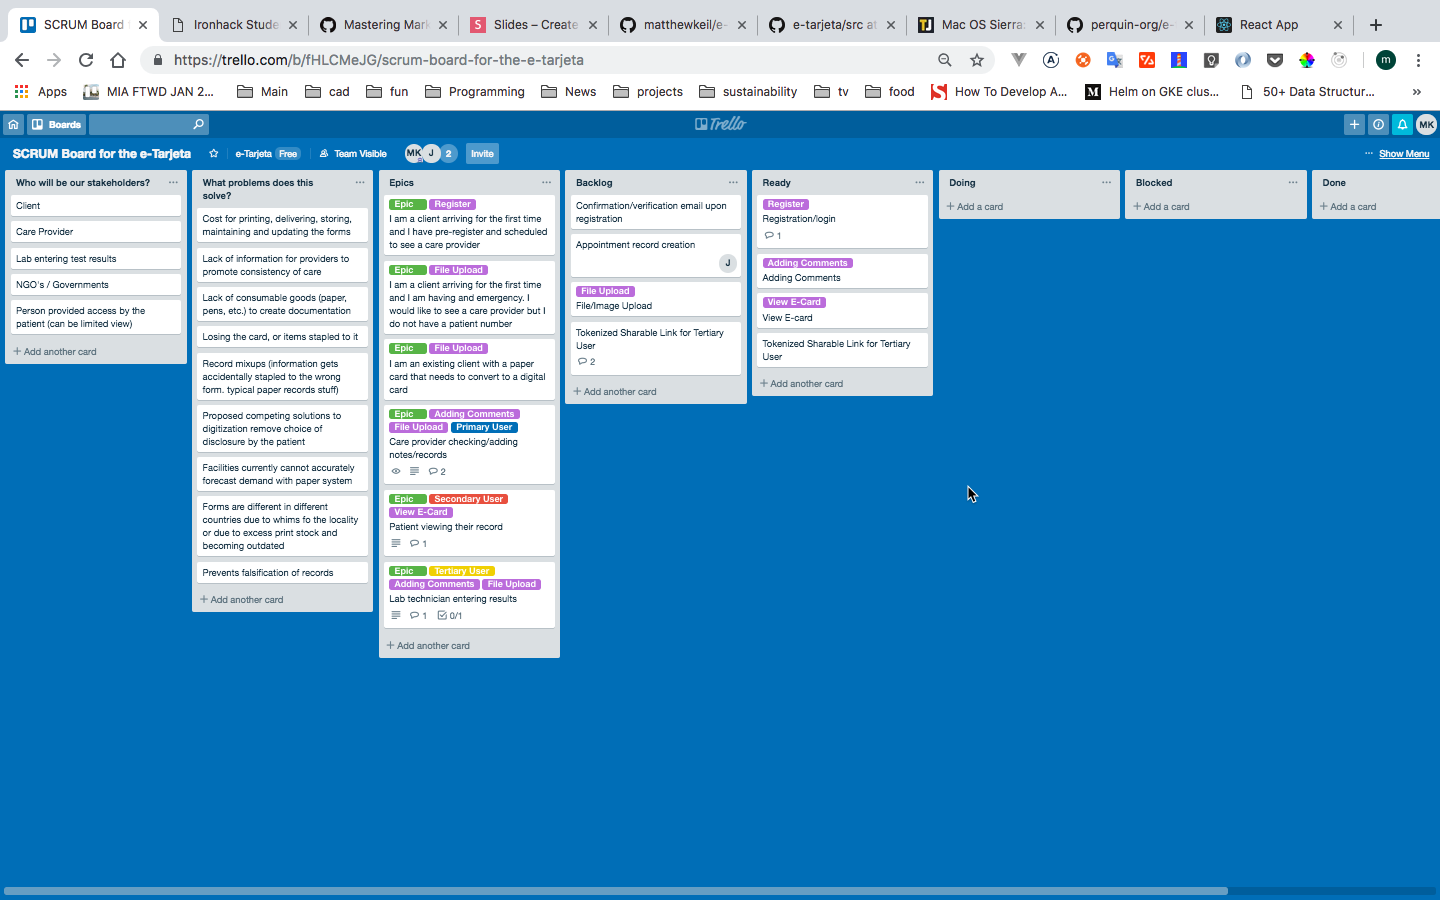 SCRUM Board f
Ironhack Stude
Mastering Mark
Slides – Create
matthewkeil/e-
e-tarjeta/src at
Mac OS Sierra:
perquin-org/e-
React App
https://trello.com/b/fHLCMeJG/scrum-board-for-the-e-tarjeta
Apps
MIA FTWD JAN 2...
Main
cad
fun
Programming
News
projects
sustainability
tv
food
How To Develop A...
Helm on GKE clus...
50+ Data Structur...
Boards
Trello
MK
SCRUM Board for the e-Tarjeta
e-Tarjeta Free
Team Visible
MK
J
2
Invite
... Show Menu
Who will be our stakeholders?
Client
Care Provider
Lab entering test results
NGO's / Governments
Person provided access by the
patient (can be limited view)
+ Add another card
What problems does this
solve?
Cost for printing, delivering, storing,
maintaining and updating the forms
Lack of information for providers to
promote consistency of care
Lack of consumable goods (paper,
pens, etc.) to create documentation
Losing the card, or items stapled to it
Record mixups (information gets
accidentally stapled to the wrong
form. typical paper records stuff)
Proposed competing solutions to
digitization remove choice of
disclosure by the patient
Facilities currently cannot accurately
forecast demand with paper system
Forms are different in different
countries due to whims fo the locality
or due to excess print stock and
becoming outdated
Prevents falsification of records
+ Add another card
Epics
Epic Register
I am a client arriving for the first time
and I have pre-register and scheduled
to see a care provider
Epic File Upload
I am a client arriving for the first time
and I am having and emergency. I
would like to see a care provider but I
do not have a patient number
Epic File Upload
I am an existing client with a paper
card that needs to convert to a digital
card
Epic Adding Comments
File Upload Primary User
Care provider checking/adding
notes/records
2
Epic Secondary User
View E-Card
Patient viewing their record
1
Epic Tertiary User
Adding Comments File Upload
Lab technician entering results
1 0/1
+ Add another card
Backlog
Confirmation/verification email upon
registration
Appointment record creation
J
File Upload
File/Image Upload
Tokenized Sharable Link for Tertiary
User
2
+ Add another card
Ready
Register
Registration/login
1
Adding Comments
Adding Comments
View E-Card
View E-card
Tokenized Sharable Link for Tertiary
User
+ Add another card
Doing
+ Add a card
Blocked
+ Add a card
Done
+ Add a card